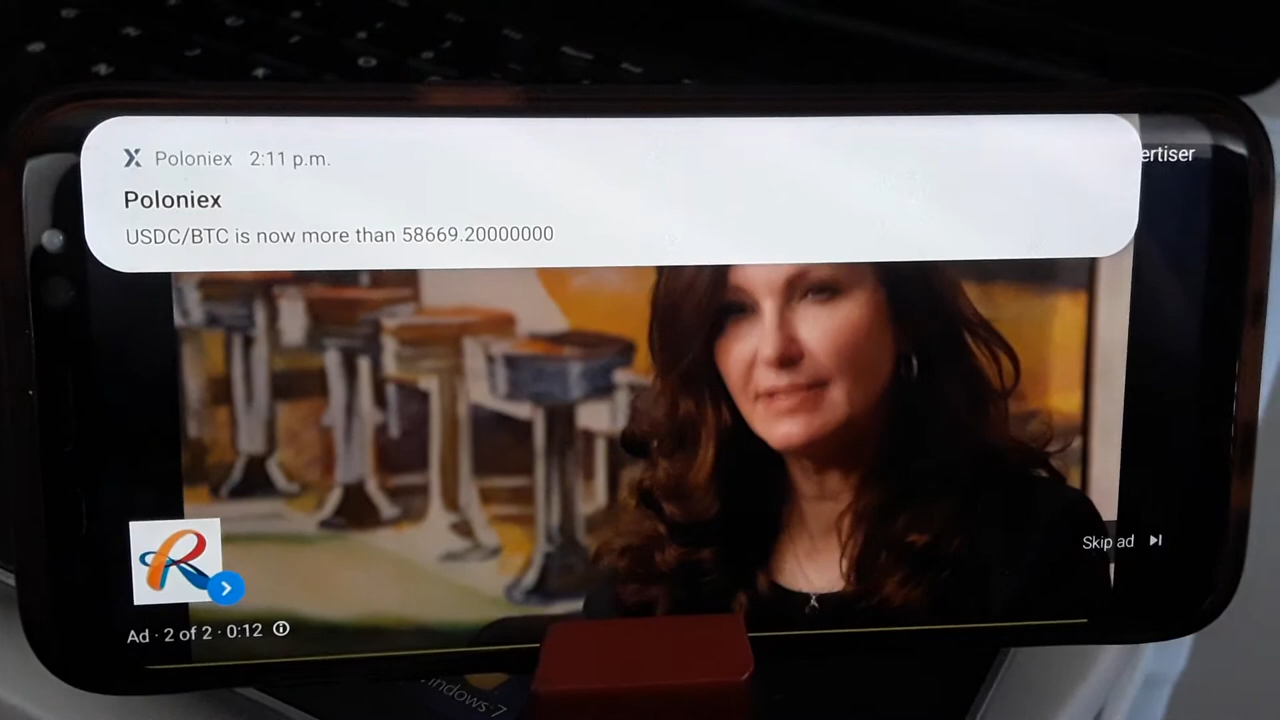 Poloniex 2:11 p.m.
ertiser
Poloniex
USDC/BTC is now more than 58669.20000000
Skip ad
R
Ad · 2 of 2 · 0:12
indows 7